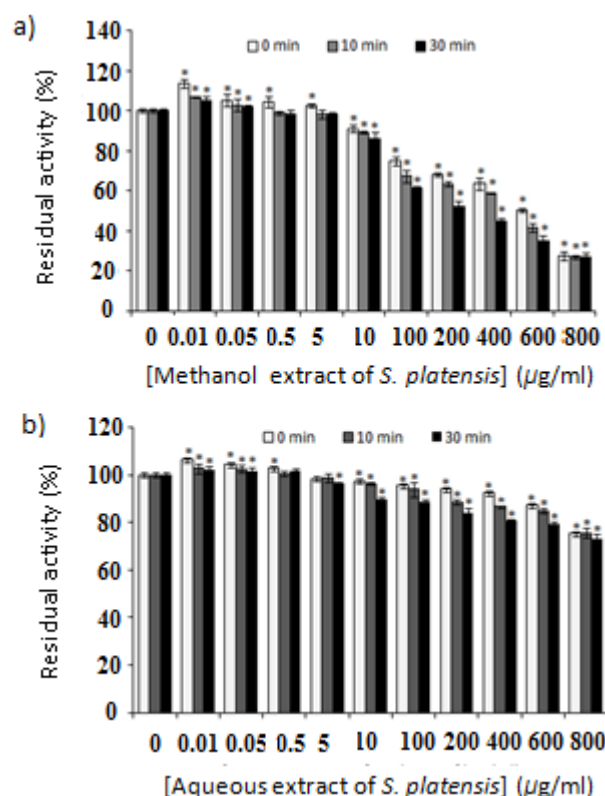 a)
Residual activity (%)
140
120
100
80
60
40
20
0
0 min 10 min 30 min
* * * * * * * * * * * * * * * * * * * * * * * * * * *
0 0.01 0.05 0.5 5 10 100 200 400 600 800
[Methanol extract of S. platensis] (µg/ml)
b)
Residual activity (%)
120
100
80
60
40
20
0
0 min 10 min 30 min
* * * * * * * * * * * * * * * * * * * * * * * * * *
0 0.01 0.05 0.5 5 10 100 200 400 600 800
[Aqueous extract of S. platensis] (µg/ml)